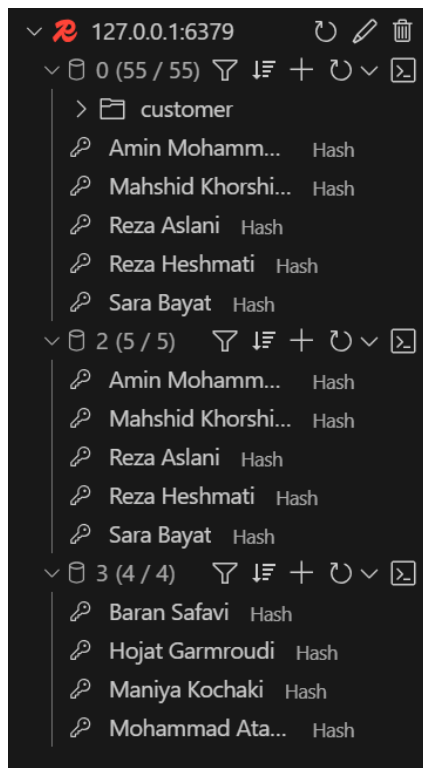 127.0.0.1:6379
0 (55 / 55)
customer
Amin Mohamm... Hash
Mahshid Khorshi... Hash
Reza Aslani Hash
Reza Heshmati Hash
Sara Bayat Hash
2 (5 / 5)
Amin Mohamm... Hash
Mahshid Khorshi... Hash
Reza Aslani Hash
Reza Heshmati Hash
Sara Bayat Hash
3 (4 / 4)
Baran Safavi Hash
Hojat Garmroudi Hash
Maniya Kochaki Hash
Mohammad Ata... Hash